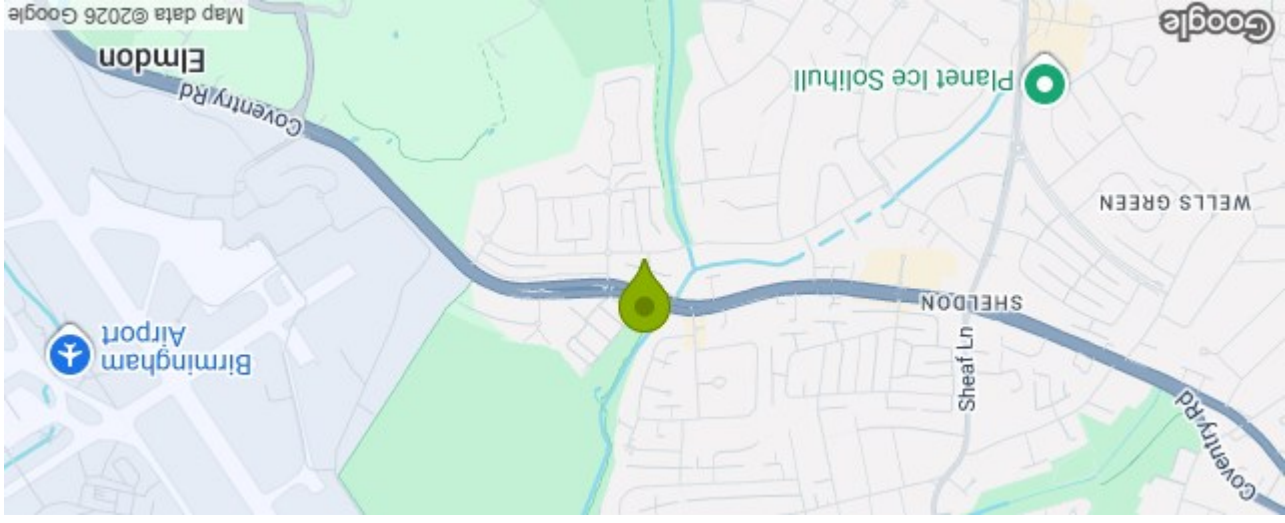 Coventry Rd
Sheaf Ln
SHELDON
Birmingham
Airport
WELLS GREEN
Coventry Rd
Planet Ice Solihull
Elmdon
Google
Map data ©2026 Google